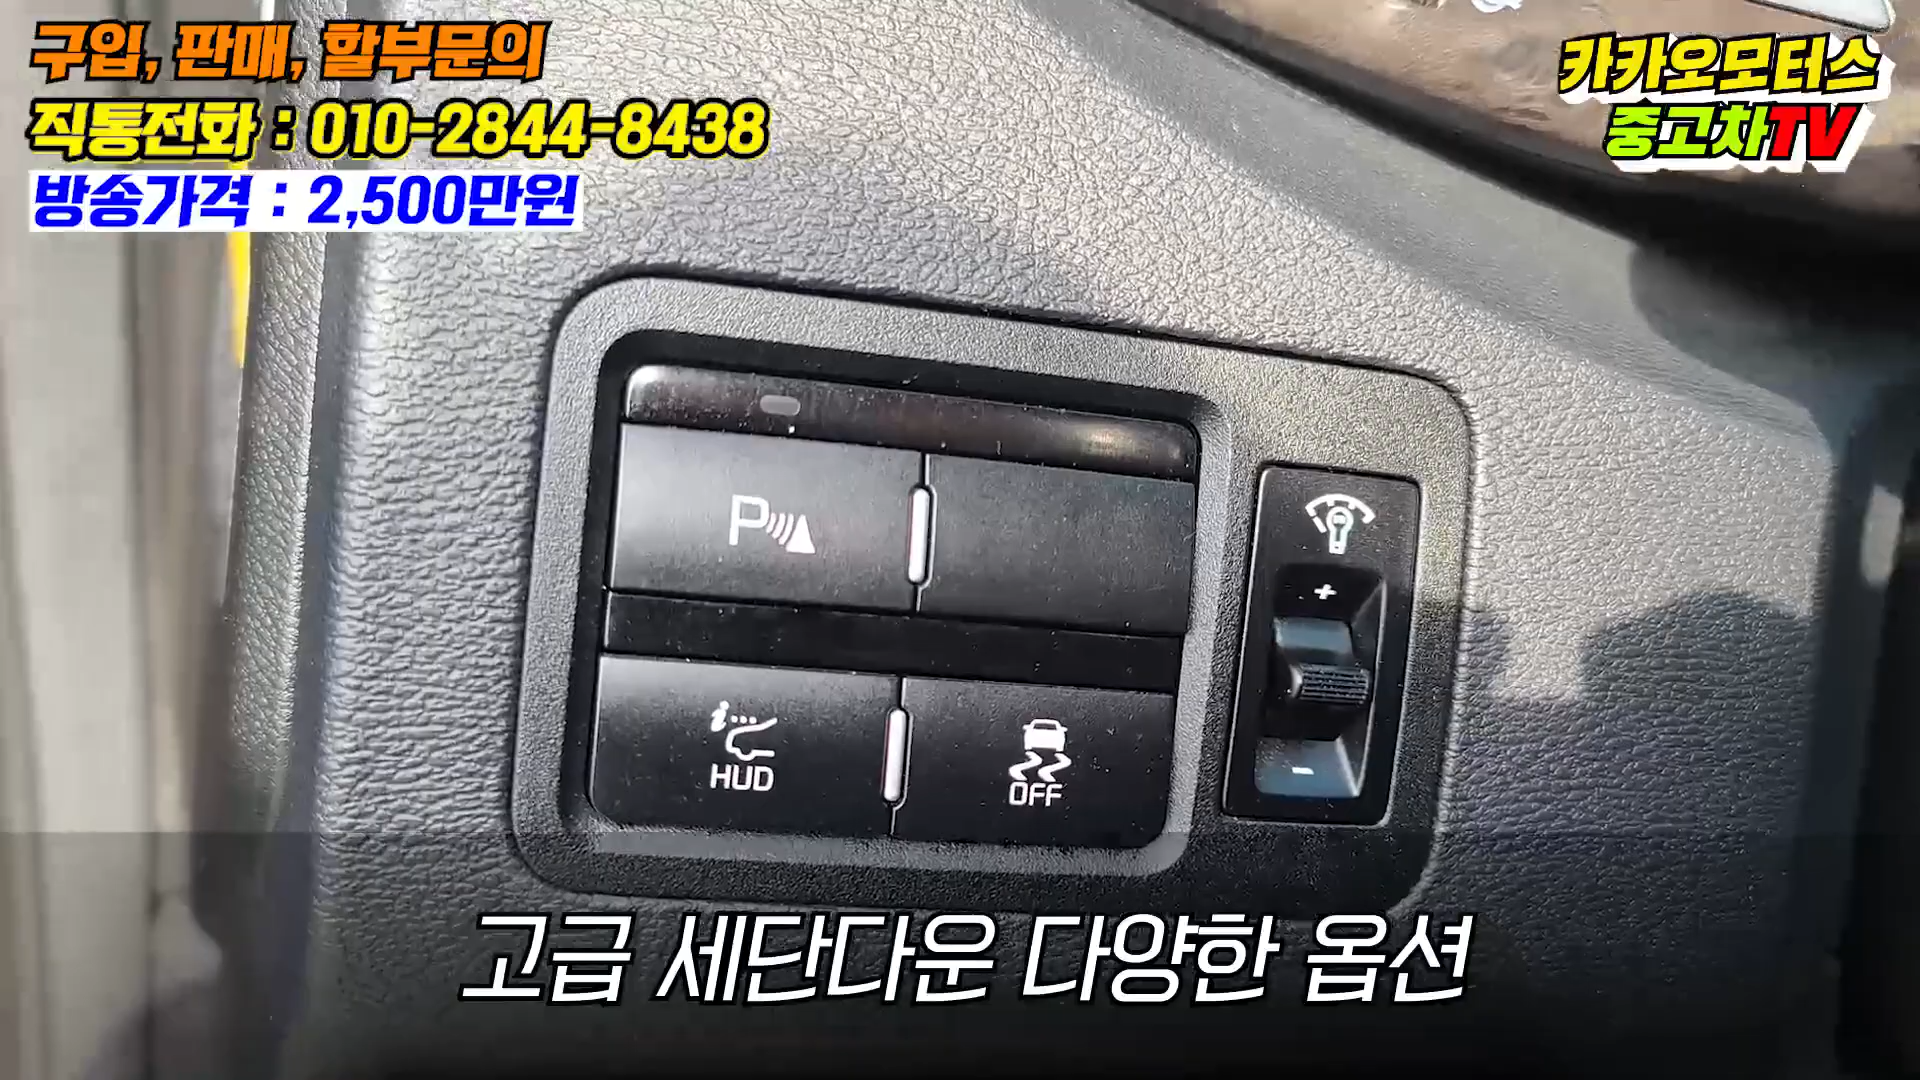 구입, 판매, 할부문의
직통전화 : 010-2844-8438
방송가격 : 2,500만원
카카오모터스
중고차TV
P
i
HUD
OFF
+
-
고급 세단다운 다양한 옵션